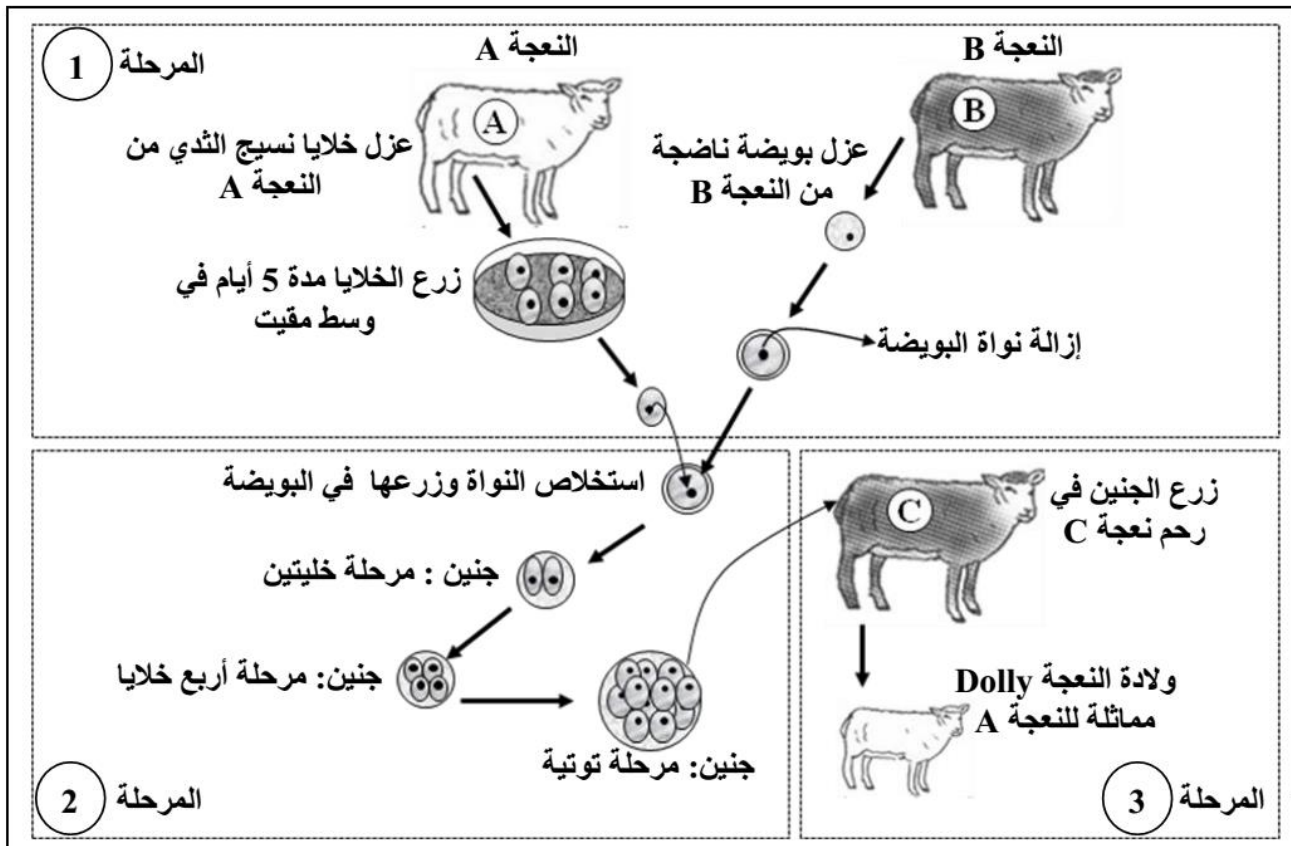 المرحلة 1
النعجة A
النعجة B
A
B
عزل خلايا نسيج الثدي من
النعجة A
عزل بويضة ناضجة
من النعجة B
زرع الخلايا مدة 5 أيام في
وسط مقيت
إزالة نواة البويضة
استخلاص النواة وزرعها في البويضة
جنين : مرحلة خليتين
جنين: مرحلة أربع خلايا
جنين: مرحلة توتية
المرحلة 2
C
زرع الجنين في
رحم نعجة C
ولادة النعجة Dolly
مماثلة للنعجة A
المرحلة 3